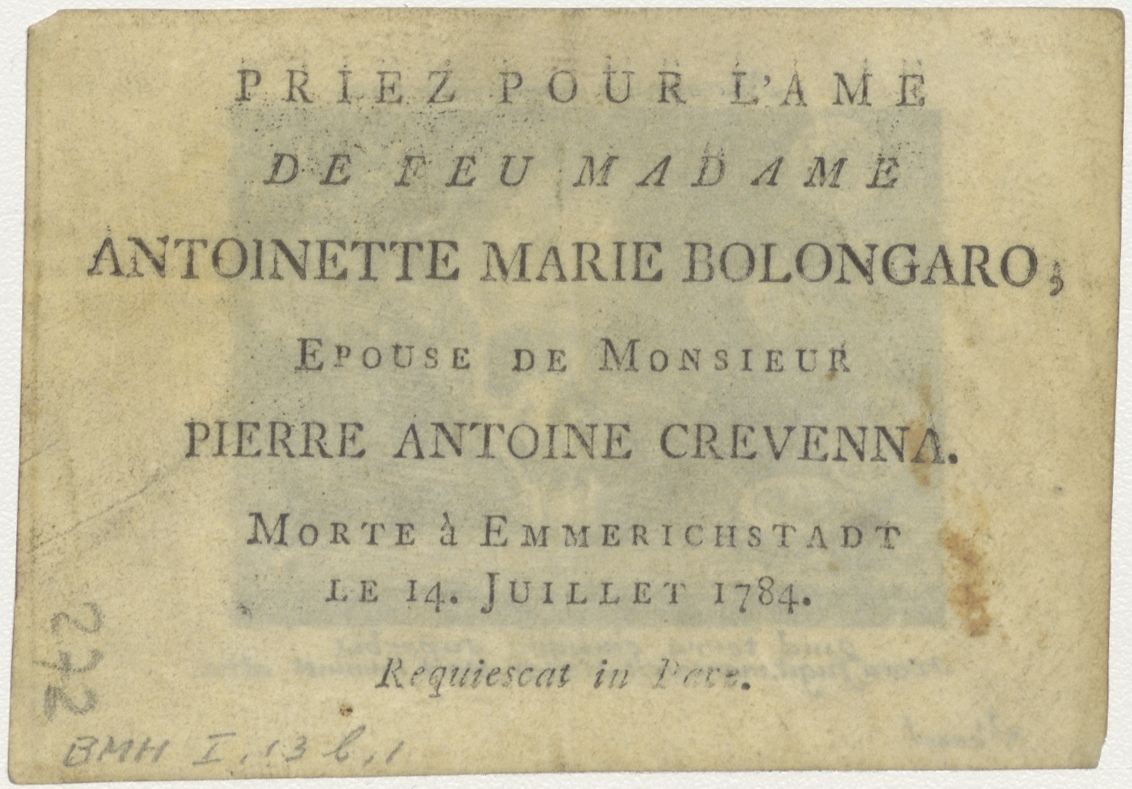 PRIEZ POUR L'AME
DE FEU MADAME
ANTOINETTE MARIE BOLONGARO,
EPOUSE DE MONSIEUR
PIERRE ANTOINE CREVENNA.
MORTE à EMMERICHSTADT
LE 14. JUILLET 1784.
Requiescat in Pace.
272
BMH I, 13 b, 1